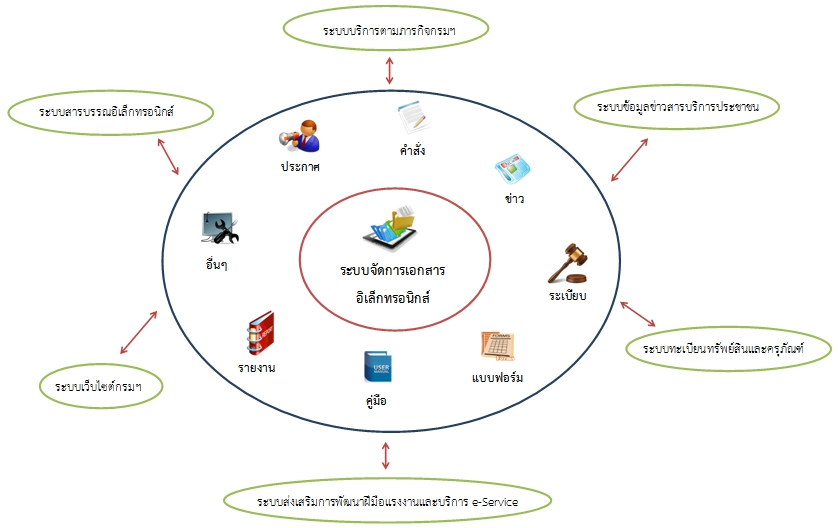 ระบบบริการตามภารกิจกรมฯ
ระบบสารบรรณอิเล็กทรอนิกส์
ระบบข้อมูลข่าวสารบริการประชาชน
ประกาศ
คำสั่ง
ข่าว
อื่นๆ
ระบบจัดการเอกสาร
อิเล็กทรอนิกส์
ระเบียบ
รายงาน
คู่มือ
USER
MANUAL
FORMS
แบบฟอร์ม
ระบบทะเบียนทรัพย์สินและครุภัณฑ์
ระบบเว็บไซต์กรมฯ
ระบบส่งเสริมการพัฒนาฝีมือแรงงานและบริการ e-Service